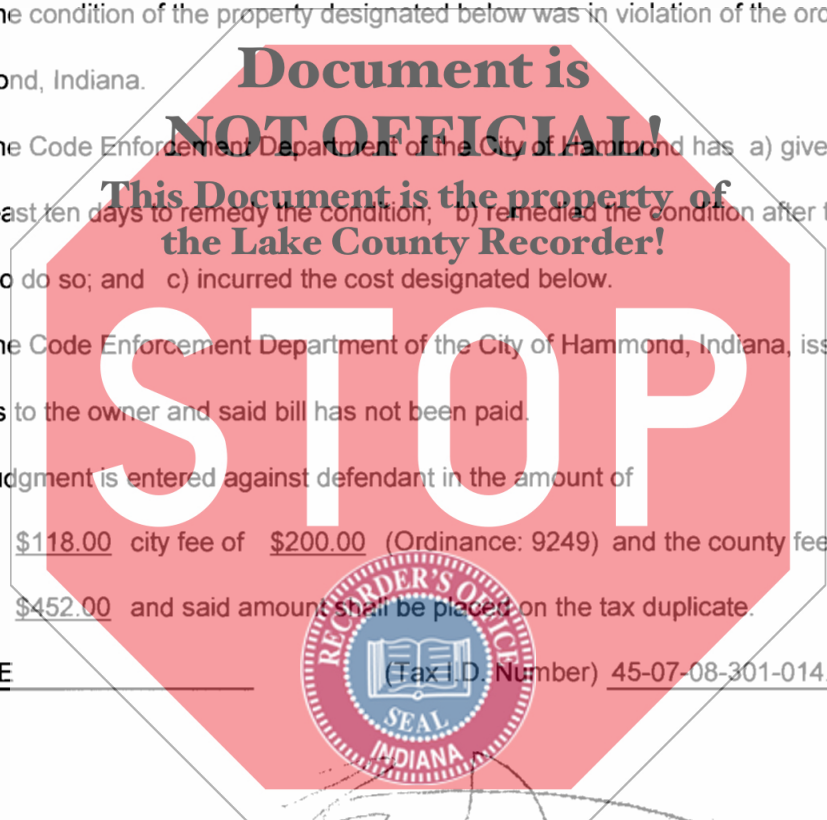 ne condition of the property designated below was in violation of the ord
Document is
ond, Indiana.
NOT OFFICIAL!
ne Code Enforcement Department of the City of Hammond has a) give
This Document is the property of
ast ten days to remedy the condition; b) remedied the condition after t
the Lake County Recorder!
o do so; and c) incurred the cost designated below.
STOP
ne Code Enforcement Department of the City of Hammond, Indiana, iss
s to the owner and said bill has not been paid.
udgment is entered against defendant in the amount of
$118.00 city fee of $200.00 (Ordinance: 9249) and the county fee
$452.00 and said amount shall be placed on the tax duplicate.
RECORDER'S OFFICE
E (Tax I.D. Number) 45-07-08-301-014.
SEAL
INDIANA